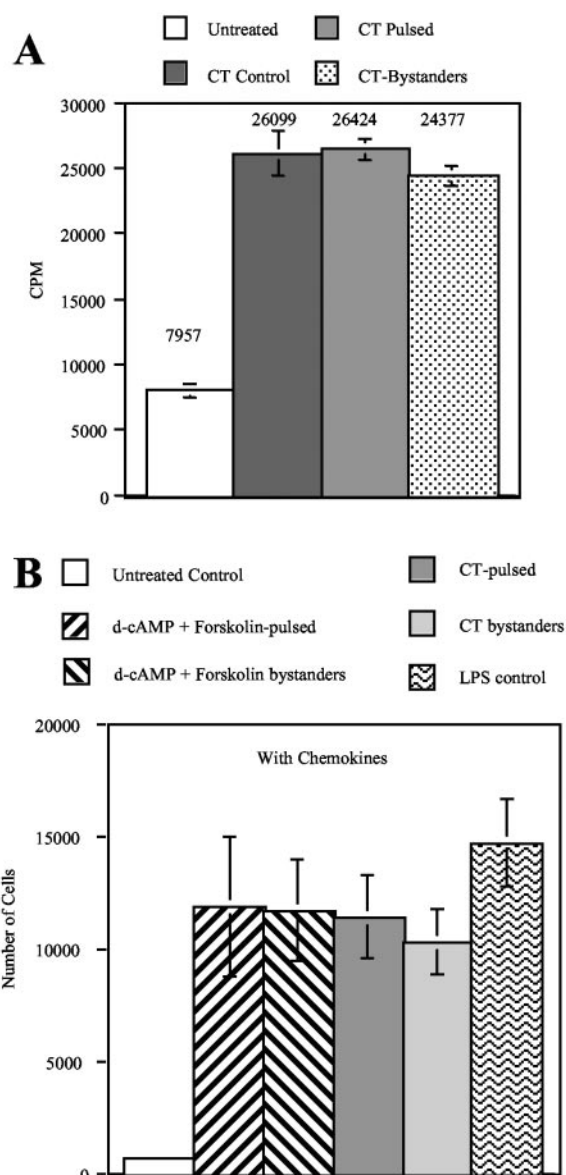 A
Untreated
CT Pulsed
CT Control
CT-Bystanders
30000
25000
20000
15000
10000
5000
0
CPM
7957
26099
26424
24377
B
Untreated Control
CT-pulsed
d-cAMP + Forskolin-pulsed
CT bystanders
d-cAMP + Forskolin bystanders
LPS control
20000
15000
10000
5000
0
Number of Cells
With Chemokines